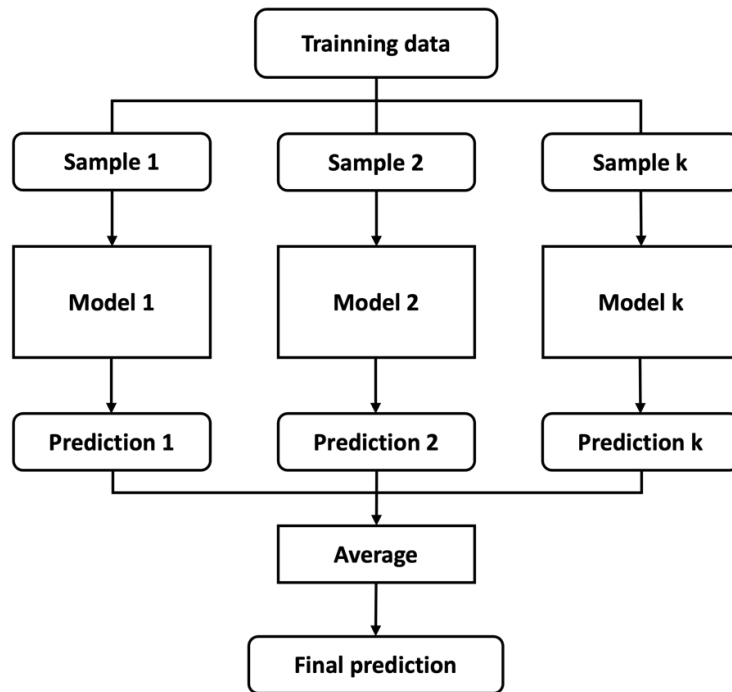 Trainning data
Sample 1
Sample 2
Sample k
Model 1
Model 2
Model k
Prediction 1
Prediction 2
Prediction k
Average
Final prediction